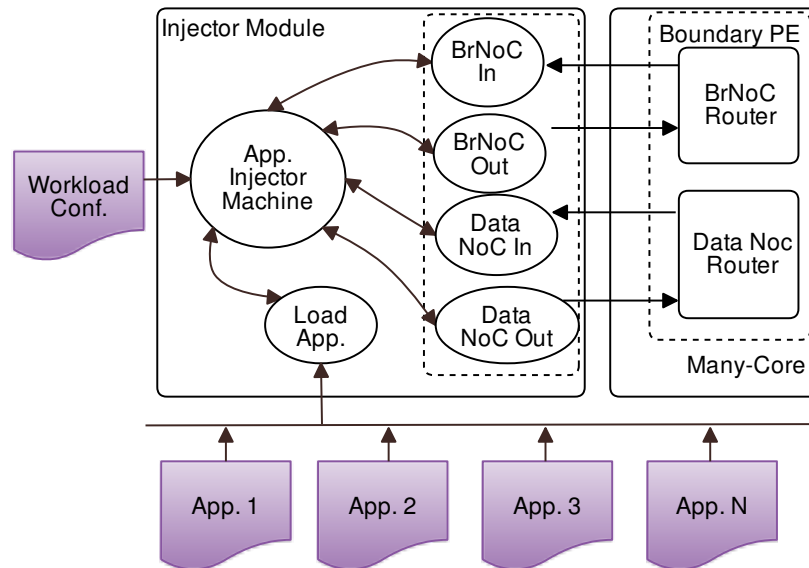 Injector Module
Boundary PE
BrNoC
In
BrNoC
Router
App.
Injector
Machine
BrNoC
Out
Workload
Conf.
Data
NoC In
Data Noc
Router
Load
App.
Data
NoC Out
Many-Core
App. 1
App. 2
App. 3
App. N